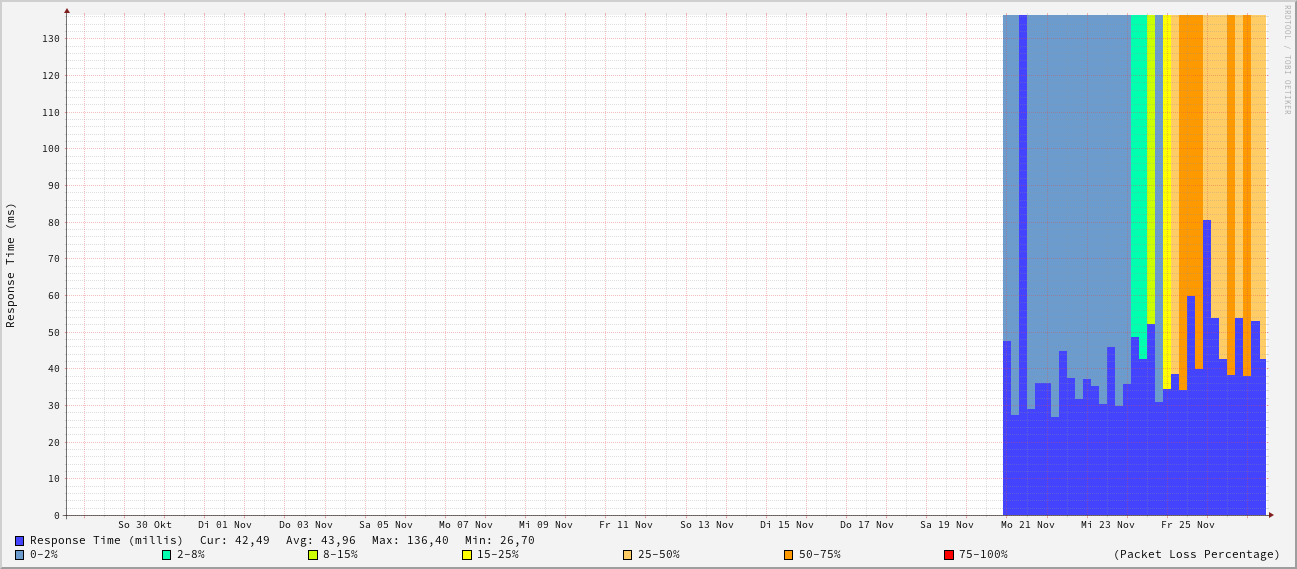 RRDTOOL / TOBI OETIKER
Response Time (ms)
130
120
110
100
90
80
70
60
50
40
30
20
10
0
So 30 Okt Di 01 Nov Do 03 Nov Sa 05 Nov Mo 07 Nov Mi 09 Nov Fr 11 Nov So 13 Nov Di 15 Nov Do 17 Nov Sa 19 Nov Mo 21 Nov Mi 23 Nov Fr 25 Nov
Response Time (millis) Cur: 42,49 Avg: 43,96 Max: 136,40 Min: 26,70
0-2% 2-8% 8-15% 15-25% 25-50% 50-75% 75-100% (Packet Loss Percentage)